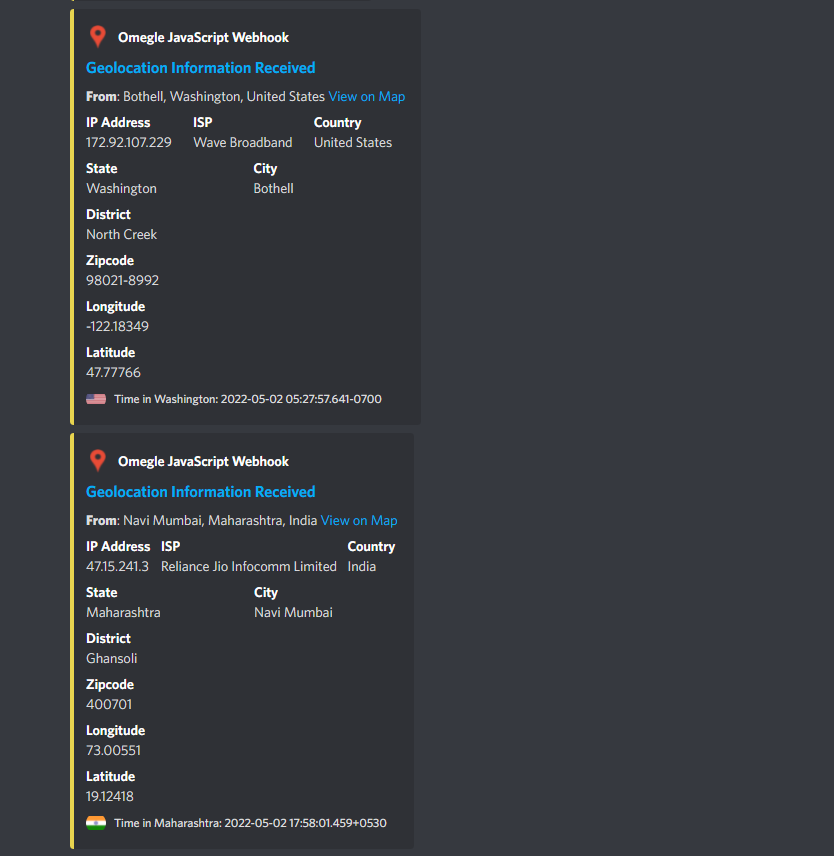 Omegle JavaScript Webhook
Geolocation Information Received
From: Bothell, Washington, United States View on Map
IP Address ISP Country
172.92.107.229 Wave Broadband United States
State City
Washington Bothell
District
North Creek
Zipcode
98021-8992
Longitude
-122.18349
Latitude
47.77766
Time in Washington: 2022-05-02 05:27:57.641-0700
Omegle JavaScript Webhook
Geolocation Information Received
From: Navi Mumbai, Maharashtra, India View on Map
IP Address ISP Country
47.15.241.3 Reliance Jio Infocomm Limited India
State City
Maharashtra Navi Mumbai
District
Ghansoli
Zipcode
400701
Longitude
73.00551
Latitude
19.12418
Time in Maharashtra: 2022-05-02 17:58:01.459+0530